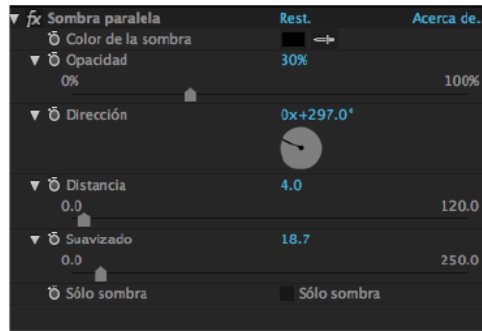 fx Sombra paralela Rest. Acerca de..
Color de la sombra
Opacidad 30%
0% 100%
Dirección 0x+297.0°
Distancia 4.0
0.0 120.0
Suavizado 18.7
0.0 250.0
Sólo sombra Sólo sombra